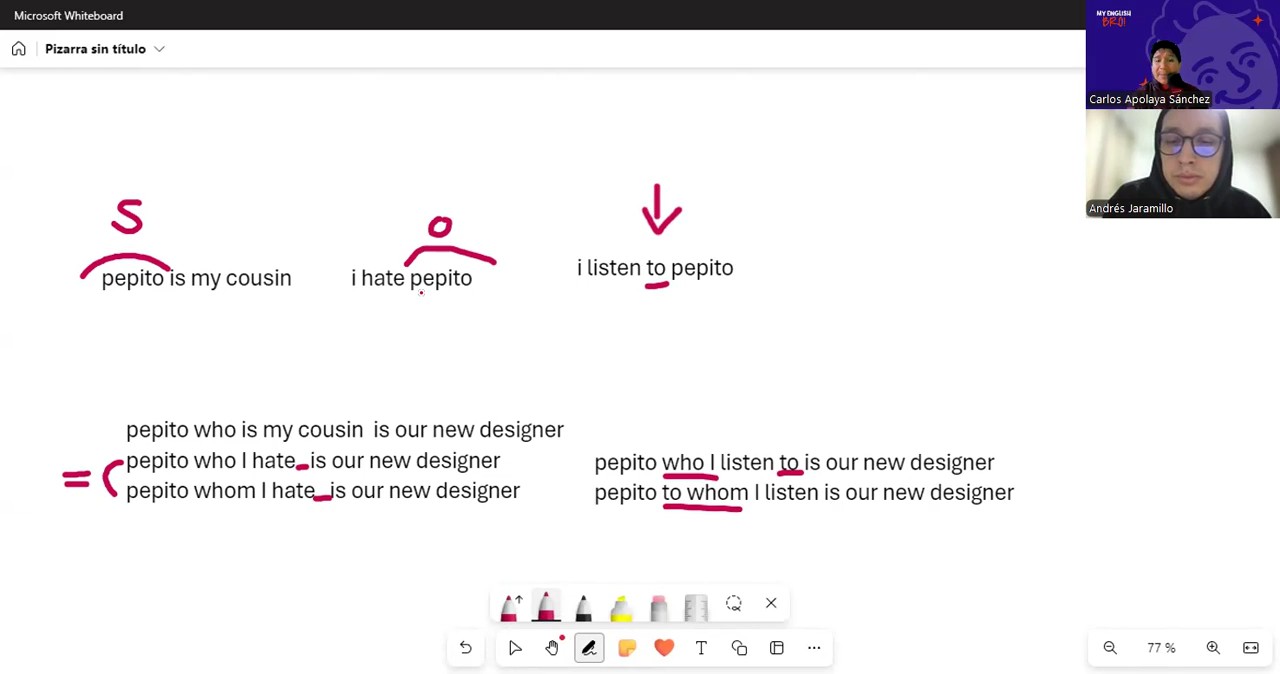 Microsoft Whiteboard
Pizarra sin título
MY ENGLISH
BRO!
Carlos Apolaya Sánchez
Andrés Jaramillo
S
O
pepito is my cousin
i hate pepito
i listen to pepito
pepito who is my cousin is our new designer
= ( pepito who I hate is our new designer
pepito whom I hate is our new designer
pepito who I listen to is our new designer
pepito to whom I listen is our new designer
77 %